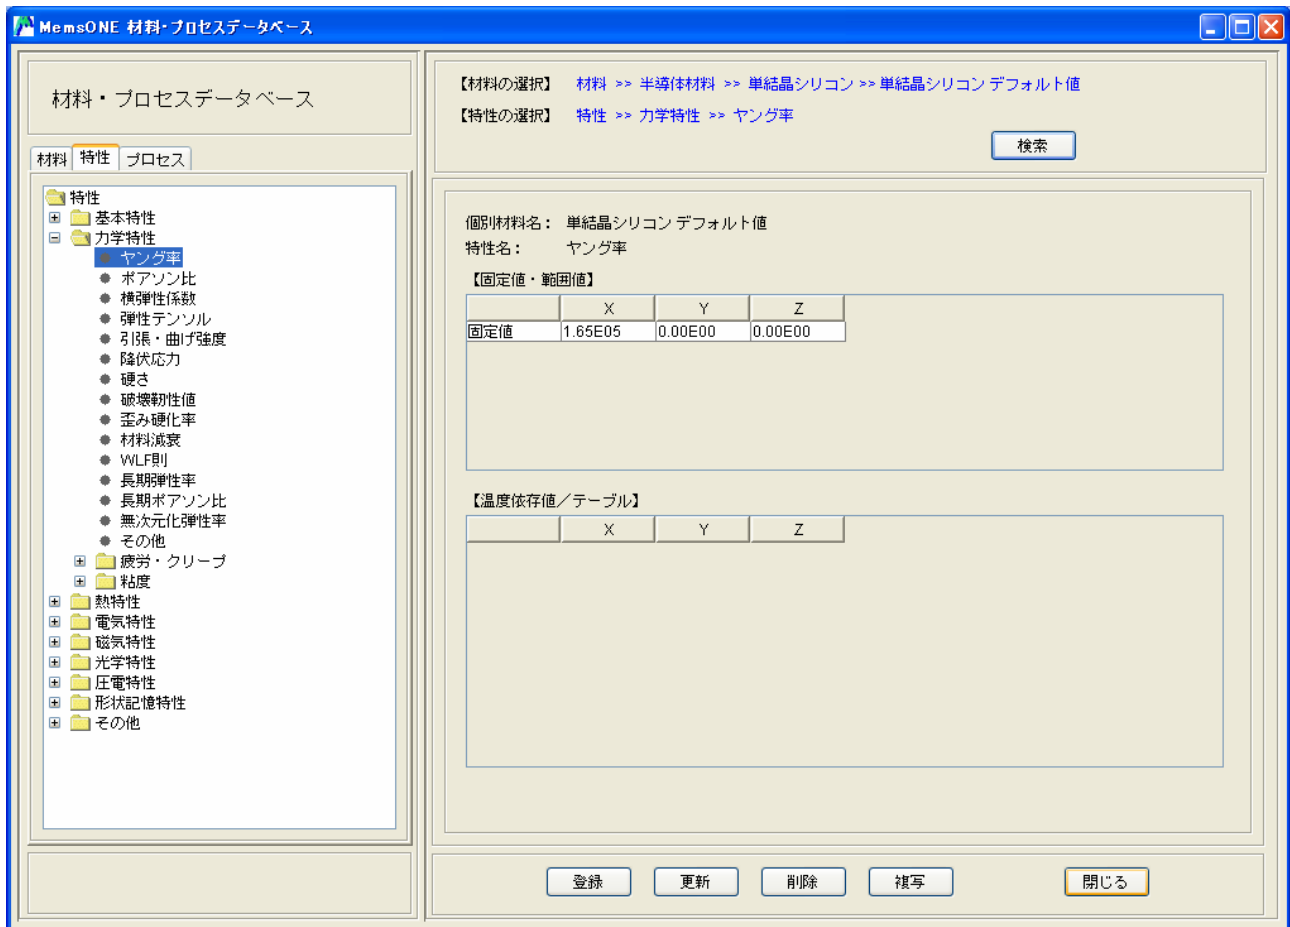 MemsONE 材料・プロセスデータベース
材料・プロセスデータベース
材料 特性 プロセス
特性
基本特性
力学特性
ヤング率
ポアソン比
横弾性係数
弾性テンソル
引張・曲げ強度
降伏応力
硬さ
破壊靭性値
歪み硬化率
材料減衰
WLF則
長期弾性率
長期ポアソン比
無次元化弾性率
その他
疲労・クリープ
粘度
熱特性
電気特性
磁気特性
光学特性
圧電特性
形状記憶特性
その他
【材料の選択】 材料 >> 半導体材料 >> 単結晶シリコン >> 単結晶シリコン デフォルト値
【特性の選択】 特性 >> 力学特性 >> ヤング率
検索
個別材料名： 単結晶シリコン デフォルト値
特性名： ヤング率
【固定値・範囲値】
X Y Z
固定値 1.65E05 0.00E00 0.00E00
【温度依存値／テーブル】
X Y Z
登録 更新 削除 複写 閉じる